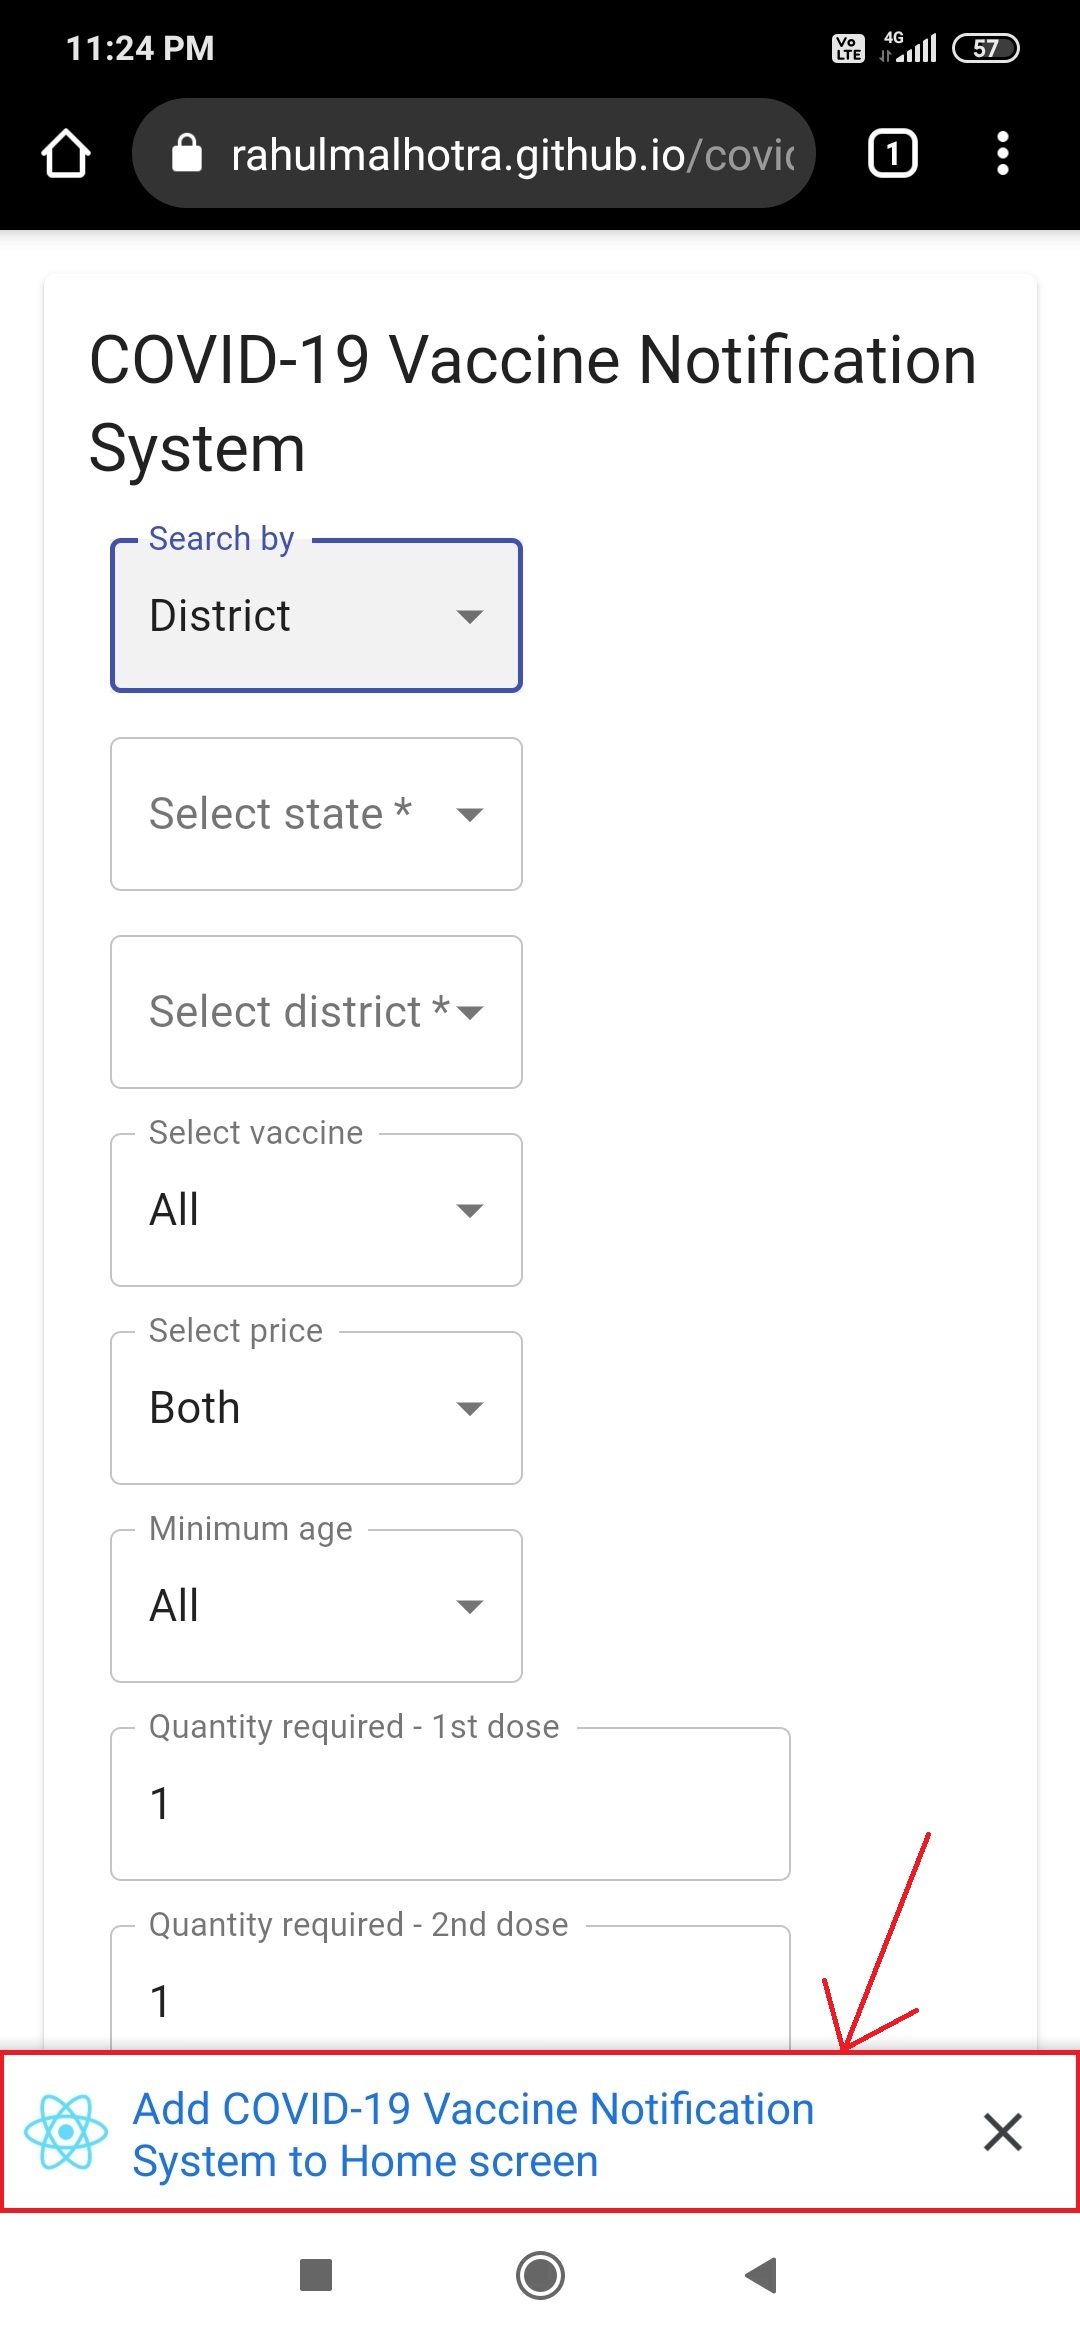 11:24 PM
Vo LTE 4G 57
rahulmalhotra.github.io/covi
1
COVID-19 Vaccine Notification
System
Search by
District
Select state *
Select district *
Select vaccine
All
Select price
Both
Minimum age
All
Quantity required - 1st dose
1
Quantity required - 2nd dose
1
Add COVID-19 Vaccine Notification
System to Home screen